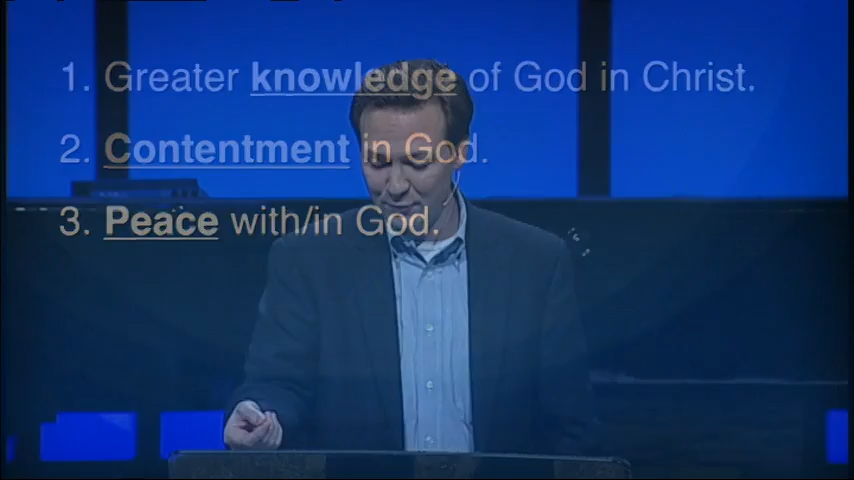 1. Greater knowledge of God in Christ.
2. Contentment in God.
3. Peace with/in God.